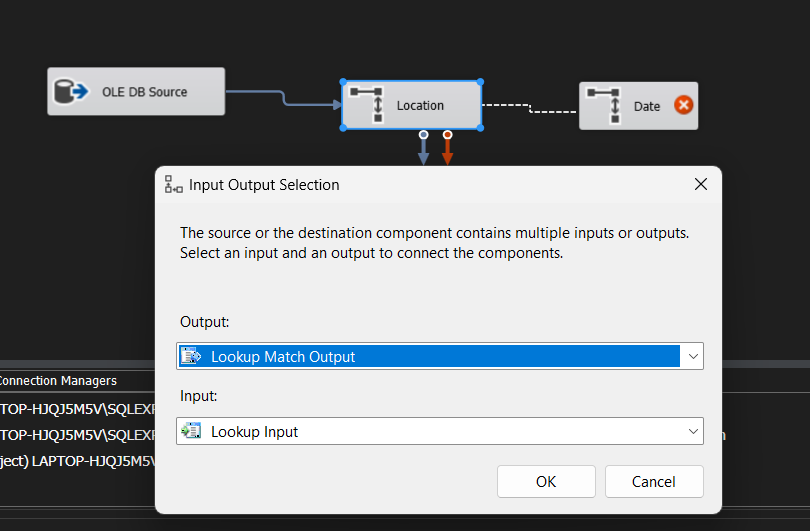 OLE DB Source
Location
Date
Input Output Selection
The source or the destination component contains multiple inputs or outputs.
Select an input and an output to connect the components.
Output:
Lookup Match Output
Connection Managers
Input:
TOP-HJQJ5M5V\SQLEXP
Lookup Input
TOP-HJQJ5M5V\SQLEXP
ject) LAPTOP-HJQJ5M5V\
OK
Cancel